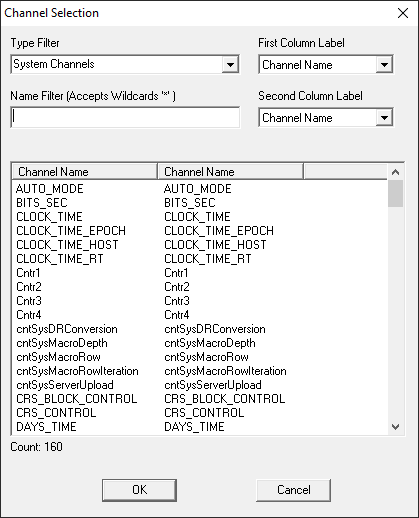 Channel Selection
Type Filter
First Column Label
System Channels
Channel Name
Name Filter (Accepts Wildcards '*' )
Second Column Label
Channel Name
Channel Name Channel Name
AUTO_MODE AUTO_MODE
BITS_SEC BITS_SEC
CLOCK_TIME CLOCK_TIME
CLOCK_TIME_EPOCH CLOCK_TIME_EPOCH
CLOCK_TIME_HOST CLOCK_TIME_HOST
CLOCK_TIME_RT CLOCK_TIME_RT
Cntr1 Cntr1
Cntr2 Cntr2
Cntr3 Cntr3
Cntr4 Cntr4
cntSysDRConversion cntSysDRConversion
cntSysMacroDepth cntSysMacroDepth
cntSysMacroRow cntSysMacroRow
cntSysMacroRowIteration cntSysMacroRowIteration
cntSysServerUpload cntSysServerUpload
CRS_BLOCK_CONTROL CRS_BLOCK_CONTROL
CRS_CONTROL CRS_CONTROL
DAYS_TIME DAYS_TIME
Count: 160
OK Cancel